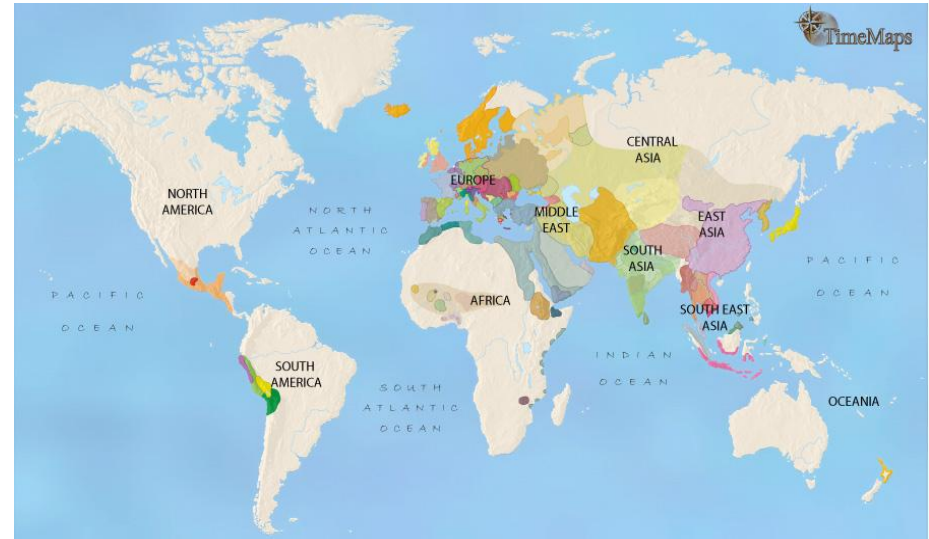 TimeMaps
CENTRAL
ASIA
EUROPE
NORTH
AMERICA
NORTH
ATLANTIC
OCEAN
MIDDLE
EAST
EAST
ASIA
SOUTH
ASIA
PACIFIC
OCEAN
PACIFIC
OCEAN
AFRICA
SOUTH EAST
ASIA
INDIAN
OCEAN
SOUTH
AMERICA
SOUTH
ATLANTIC
OCEAN
OCEANIA